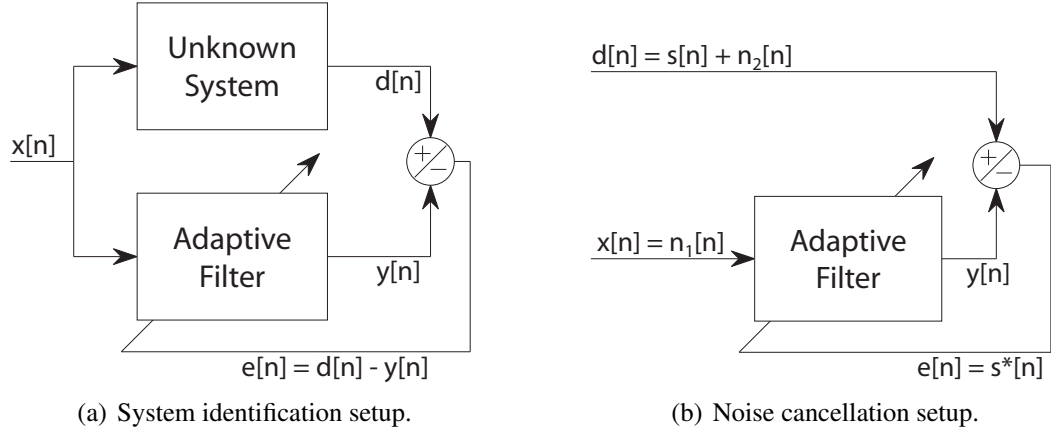 Unknown
System
d[n]
x[n]
+
–
Adaptive
Filter
y[n]
e[n] = d[n] - y[n]
(a) System identification setup.
d[n] = s[n] + n₂[n]
+
–
x[n] = n₁[n]
Adaptive
Filter
y[n]
e[n] = s*[n]
(b) Noise cancellation setup.